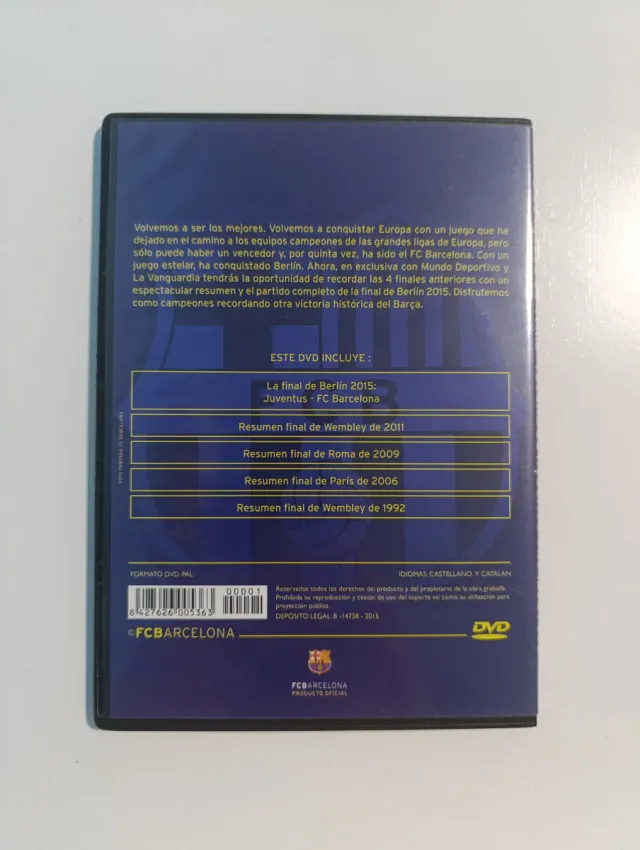 Volvemos a ser los mejores. Volvemos a conquistar Europa con un juego que ha
dejado en el camino a los equipos campeones de las grandes ligas de Europa, pero
sólo puede haber un vencedor y, por quinta vez, ha sido el FC Barcelona. Con un
juego estelar, ha conquistado Berlín. Ahora, en exclusiva con Mundo Deportivo y
La Vanguardia tendrás la oportunidad de recordar las 4 finales anteriores con un
espectacular resumen y el partido completo de la final de Berlín 2015. Disfrutemos
como campeones recordando otra victoria histórica del Barça.
ESTE DVD INCLUYE :
La final de Berlín 2015:
Juventus - FC Barcelona
FCB
Resumen final de Wembley de 2011
Resumen final de Roma de 2009
Resumen final de París de 2006
Resumen final de Wembley de 1992
FOTO PORTADA: FC BARCELONA
FORMATO DVD: PAL
IDIOMAS: CASTELLANO Y CATALÁN
00001
8 427626 005363
Reservados todos los derechos del producto y del propietario de la obra grabada.
Prohibida su reproducción y cesión de uso del soporte así como su utilización para
proyección pública.
DEPOSITO LEGAL: B -14758 - 2015
©FCBARCELONA
DVD
FCBARCELONA
PRODUCTO OFICIAL